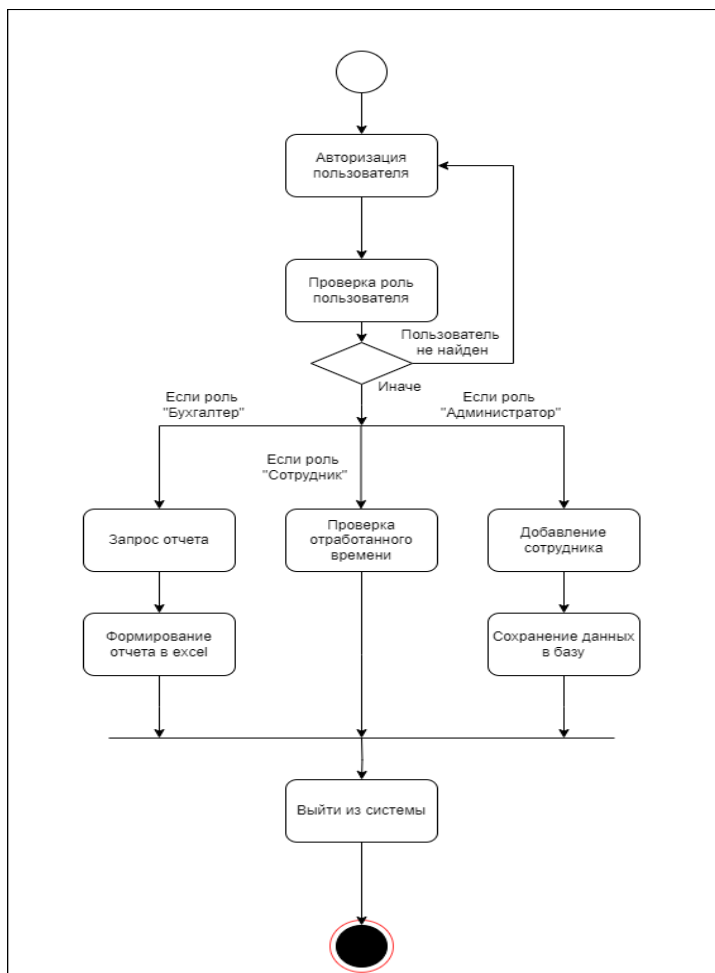 Авторизация
пользователя
Проверка роль
пользователя
Пользователь
не найден
Иначе
Если роль
"Бухгалтер"
Если роль
"Администратор"
Если роль
"Сотрудник"
Запрос отчета
Проверка
отработанного
времени
Добавление
сотрудника
Формирование
отчета в excel
Сохранение данных
в базу
Выйти из системы